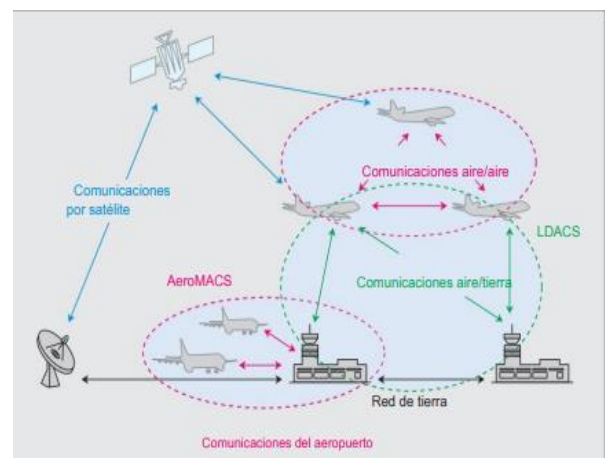 Comunicaciones aire/aire
Comunicaciones
por satélite
LDACS
AeroMACS
Comunicaciones aire/tierra
Red de tierra
Comunicaciones del aeropuerto